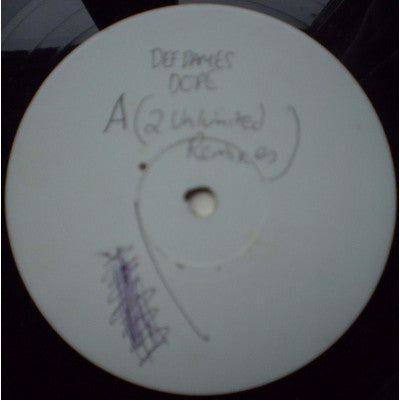 DEF DAMES
DOPE
A (2 Unlimited
Remixes)